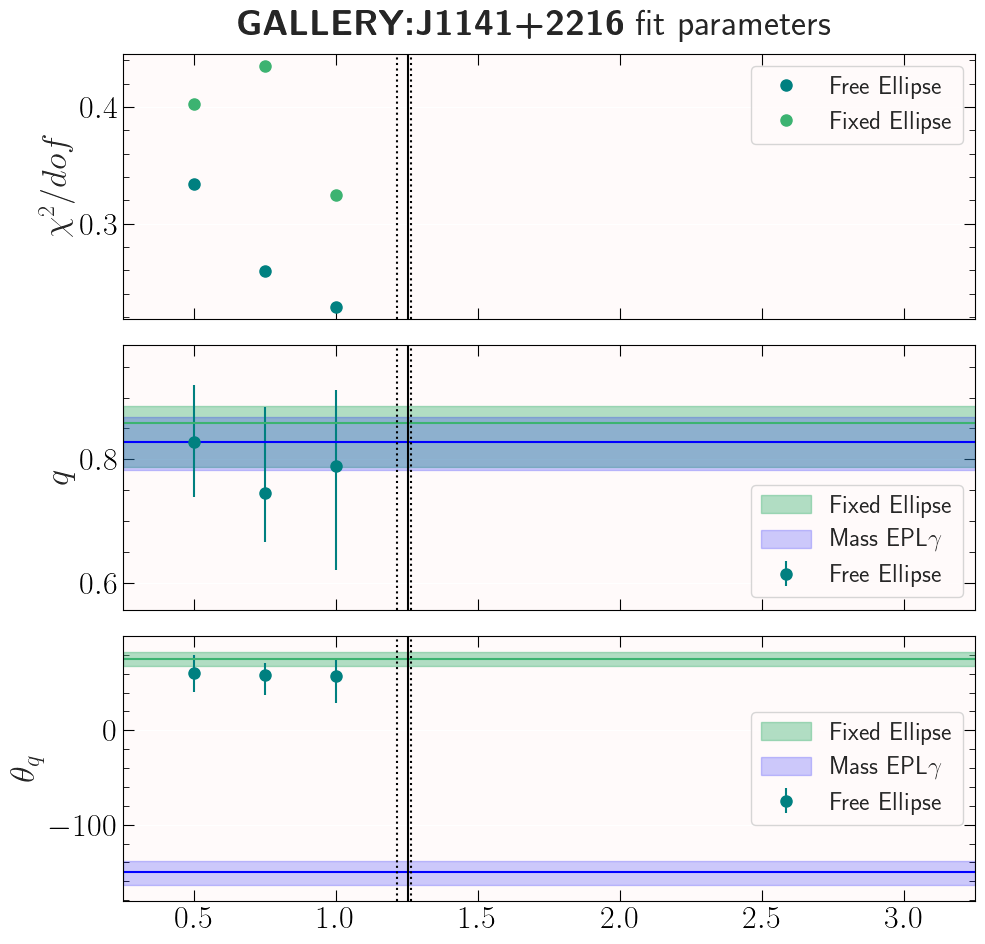 GALLERY:J1141+2216 fit parameters
χ²/dof
0.4
0.3
Free Ellipse
Fixed Ellipse
q
0.8
0.6
Fixed Ellipse
Mass EPLγ
Free Ellipse
θq
0
−100
Fixed Ellipse
Mass EPLγ
Free Ellipse
0.5 1.0 1.5 2.0 2.5 3.0